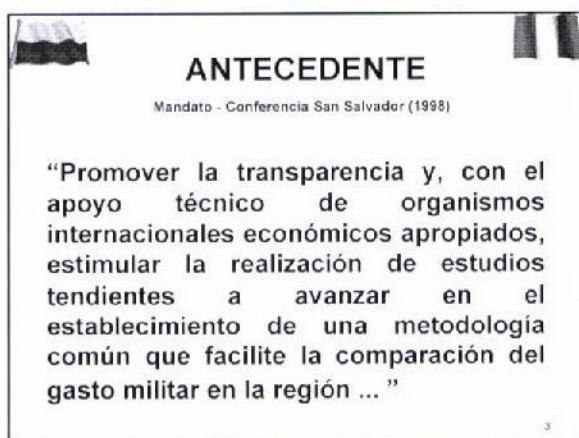 ANTECEDENTE
Mandato - Conferencia San Salvador (1998)
“Promover la transparencia y, con el
apoyo técnico de organismos
internacionales económicos apropiados,
estimular la realización de estudios
tendientes a avanzar en el
establecimiento de una metodología
común que facilite la comparación del
gasto militar en la región ... ”
3